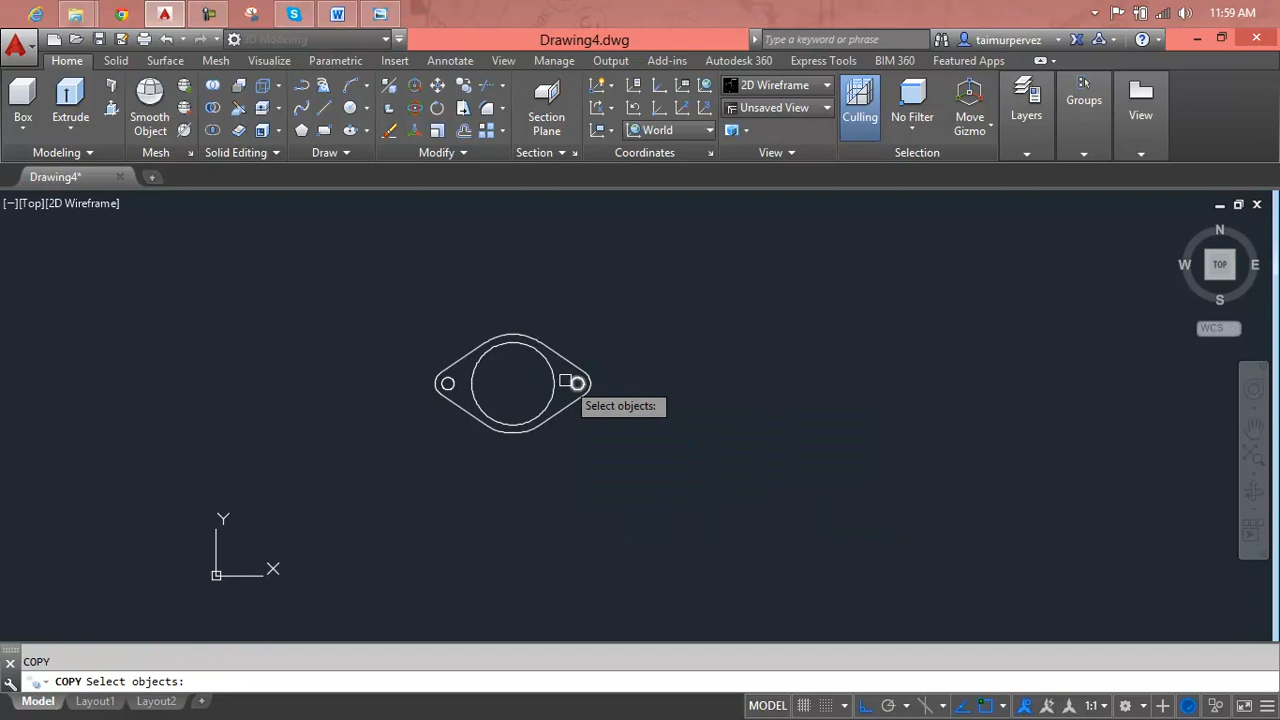 11:59 AM
3D Modeling
Drawing4.dwg
Type a keyword or phrase
taimurpervez
Home
Solid
Surface
Mesh
Visualize
Parametric
Insert
Annotate
View
Manage
Output
Add-ins
Autodesk 360
Express Tools
BIM 360
Featured Apps
Box
Extrude
Smooth
Object
Section
Plane
World
2D Wireframe
Unsaved View
Culling
No Filter
Move
Gizmo
Layers
Groups
View
Modeling
Mesh
Solid Editing
Draw
Modify
Section
Coordinates
View
Selection
Drawing4*
[−][Top][2D Wireframe]
N
W
TOP
E
S
WCS
Select objects:
Y
X
COPY
COPY Select objects:
Model
Layout1
Layout2
MODEL
1:1